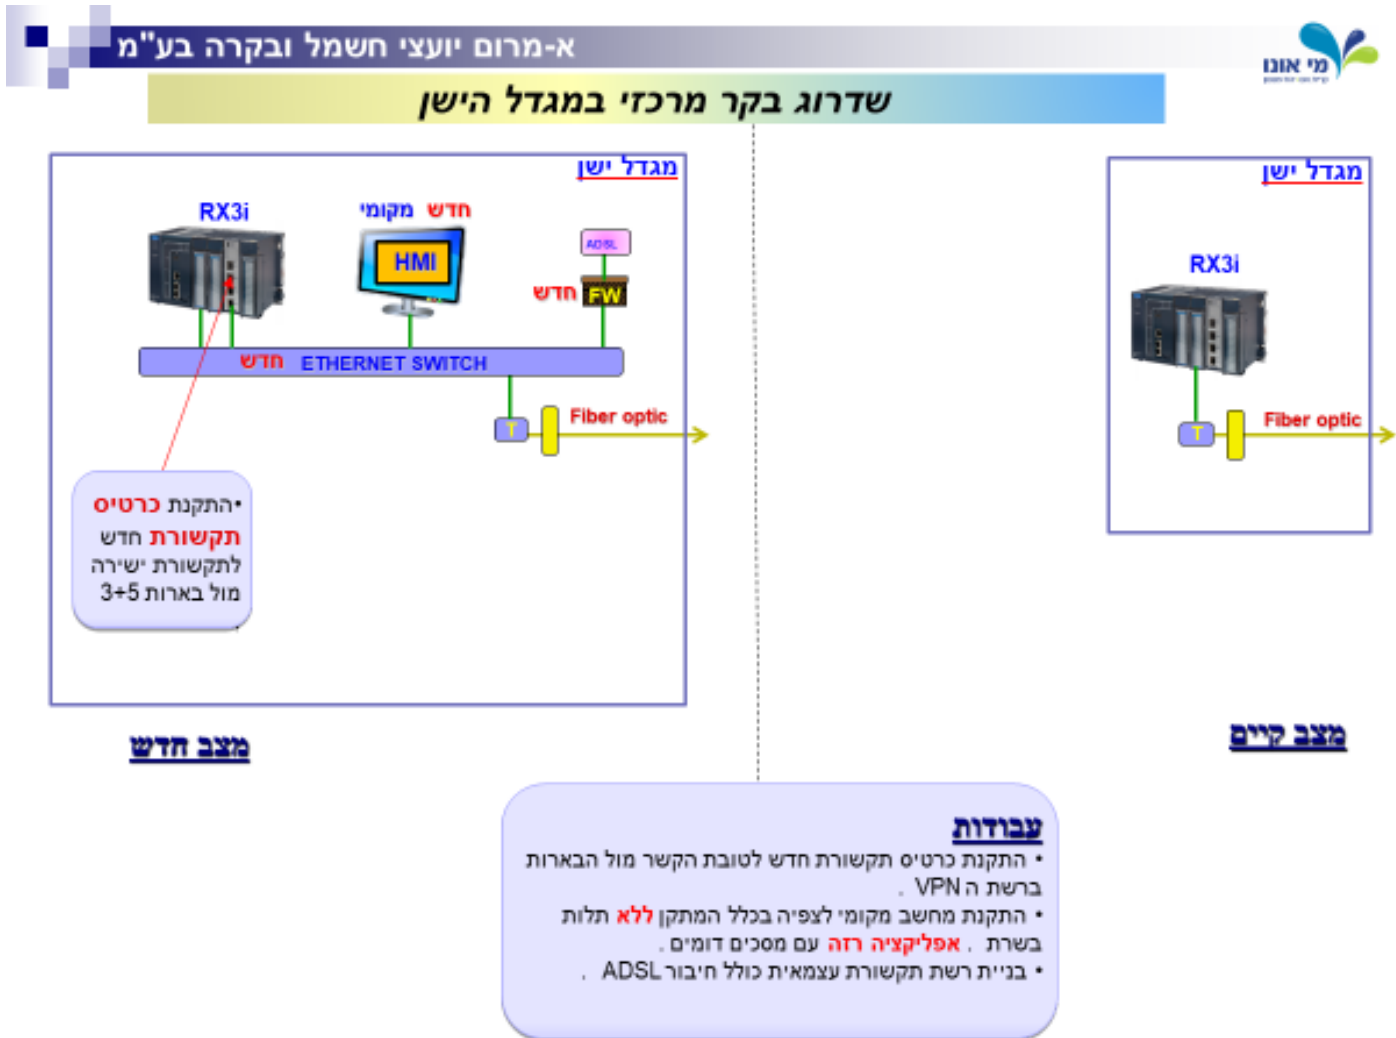 א-מרום יועצי חשמל ובקרה בע"מ
מי אונו
שדרוג בקר מרכזי במגדל הישן
מגדל ישן
RX3i
Fiber optic
T
מצב קיים
מגדל ישן
RX3i
חדש מקומי
HMI
ADSL
חדש
FW
חדש ETHERNET SWITCH
T
Fiber optic
•התקנת כרטיס
תקשורת חדש
לתקשורת ישירה
מול בארות 3+5
.
מצב חדש
עבודות
• התקנת כרטיס תקשורת חדש לטובת הקשר מול הבארות
ברשת ה VPN .
• התקנת מחשב מקומי לצפיה בכלל המתקן ללא תלות
בשרת . אפליקציה רזה עם מסכים דומים .
• בניית רשת תקשורת עצמאית כולל חיבור ADSL .